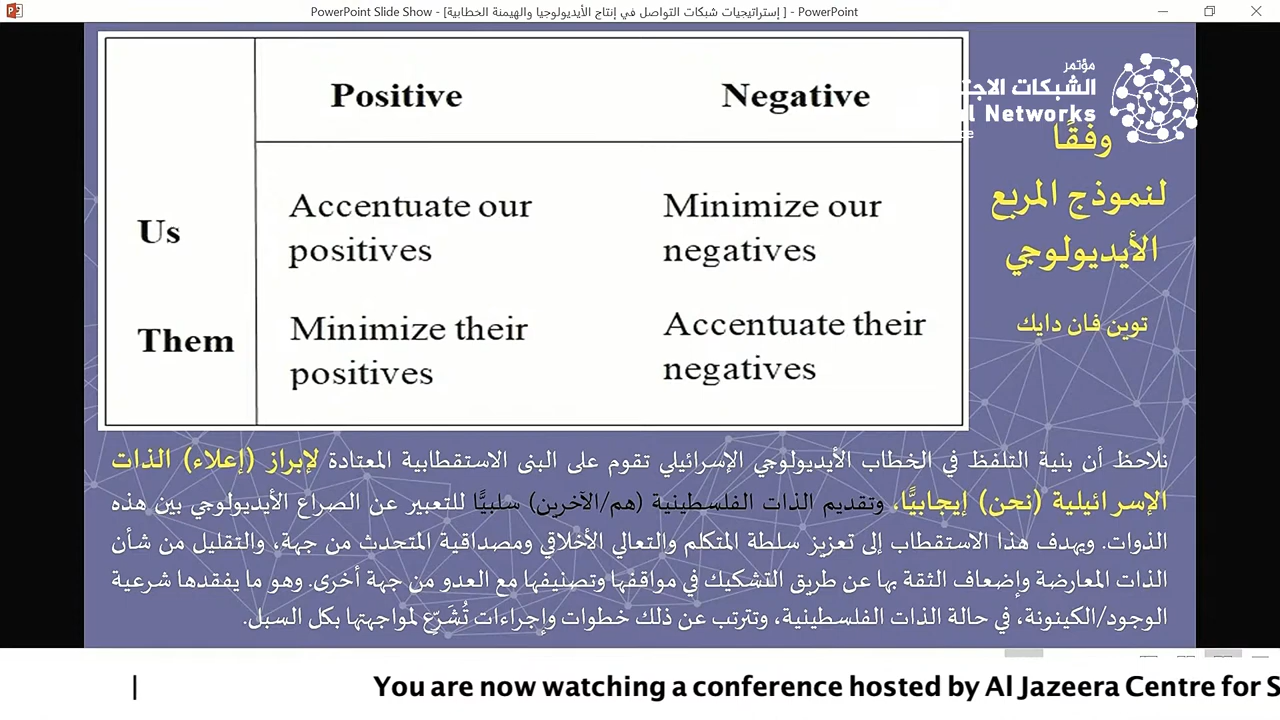 PowerPoint Slide Show - [إستراتيجيات شبكات التواصل في إنتاج الأيديولوجيا والهيمنة الخطابية ] - PowerPoint
مؤتمر
الشبكات الاجت
l Networks
Positive Negative
Us
Accentuate our positives
Minimize our negatives
Them
Minimize their positives
Accentuate their negatives
وفقًا
لنموذج المربع
الأيديولوجي
توين فان دايك
نلاحظ أن بنية التلفظ في الخطاب الأيديولوجي الإسرائيلي تقوم على البنى الاستقطابية المعتادة لإبراز (إعلاء) الذات
الإسرائيلية (نحن) إيجابيًّا، وتقديم الذات الفلسطينية (هم/الآخرين) سلبيًّا للتعبير عن الصراع الأيديولوجي بين هذه
الذوات. ويهدف هذا الاستقطاب إلى تعزيز سلطة المتكلم والتعالي الأخلاقي ومصداقية المتحدث من جهة، والتقليل من شأن
الذات المعارضة وإضعاف الثقة بها عن طريق التشكيك في مواقفها وتصنيفها مع العدو من جهة أخرى. وهو ما يفقدها شرعية
الوجود/الكينونة، في حالة الذات الفلسطينية، وتترتب عن ذلك خطوات وإجراءات تُشَرِّع لمواجهتها بكل السبل.
| You are now watching a conference hosted by Al Jazeera Centre for S